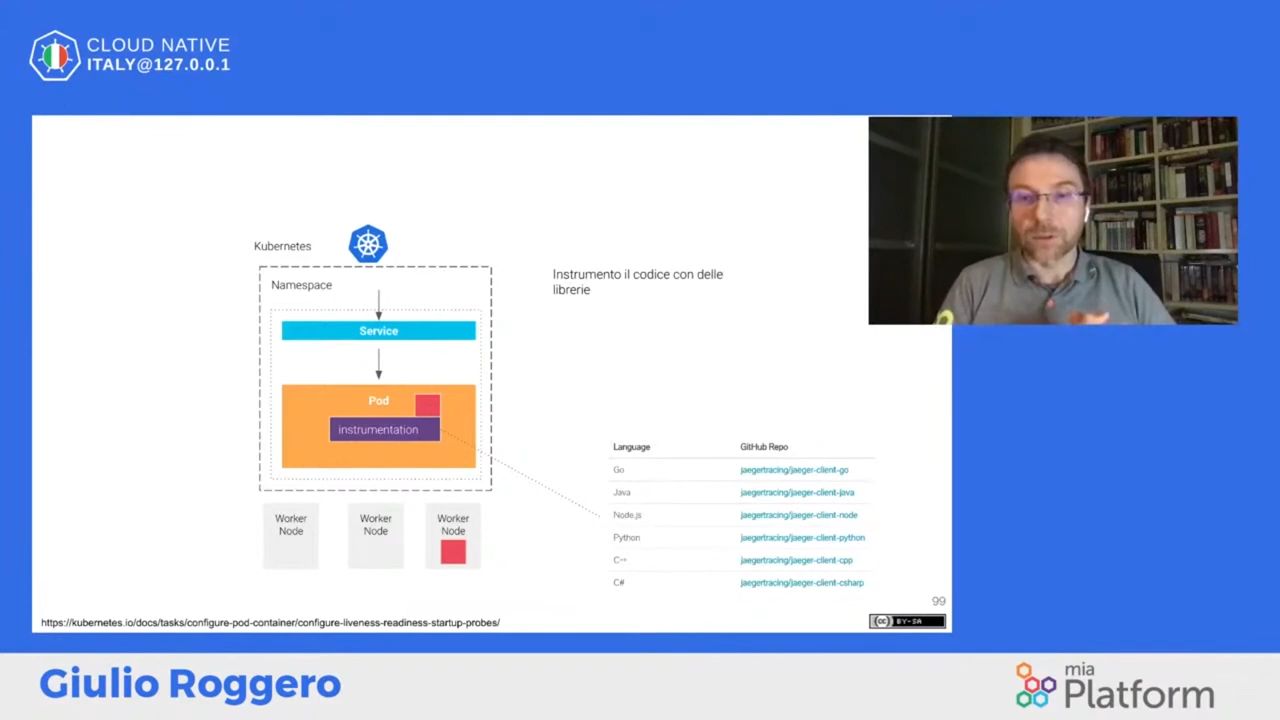 CLOUD NATIVE
ITALY@127.0.0.1
Kubernetes
Namespace
Service
Pod
instrumentation
Worker
Node
Worker
Node
Worker
Node
Instrumento il codice con delle
librerie
Language GitHub Repo
Go jaegertracing/jaeger-client-go
Java jaegertracing/jaeger-client-java
Node.js jaegertracing/jaeger-client-node
Python jaegertracing/jaeger-client-python
C++ jaegertracing/jaeger-client-cpp
C# jaegertracing/jaeger-client-csharp
99
https://kubernetes.io/docs/tasks/configure-pod-container/configure-liveness-readiness-startup-probes/
cc BY-SA
Giulio Roggero
mia
Platform